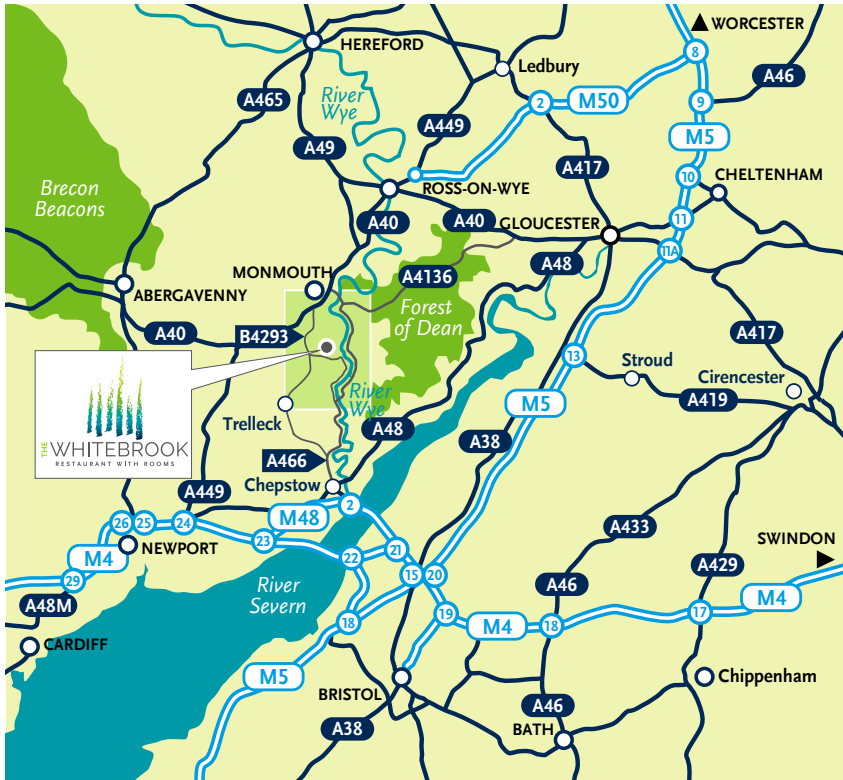 WORCESTER
8
HEREFORD
Ledbury
A46
A465
River
Wye
2
M50
9
A449
M5
A49
A417
10
CHELTENHAM
Brecon
Beacons
ROSS-ON-WYE
A40
A40
GLOUCESTER
11
11A
MONMOUTH
A4136
A48
ABERGAVENNY
Forest
of Dean
A40
B4293
A417
13
Stroud
Cirencester
River
Wye
M5
A419
THE
WHITEBROOK
RESTAURANT WITH ROOMS
Trelleck
A48
A38
A466
A449
Chepstow
2
M48
26
25
24
A433
23
NEWPORT
M4
21
22
SWINDON
A429
29
15
20
A46
River
Severn
A48M
18
19
M4
18
17
M4
CARDIFF
M5
BRISTOL
Chippenham
A38
A46
BATH